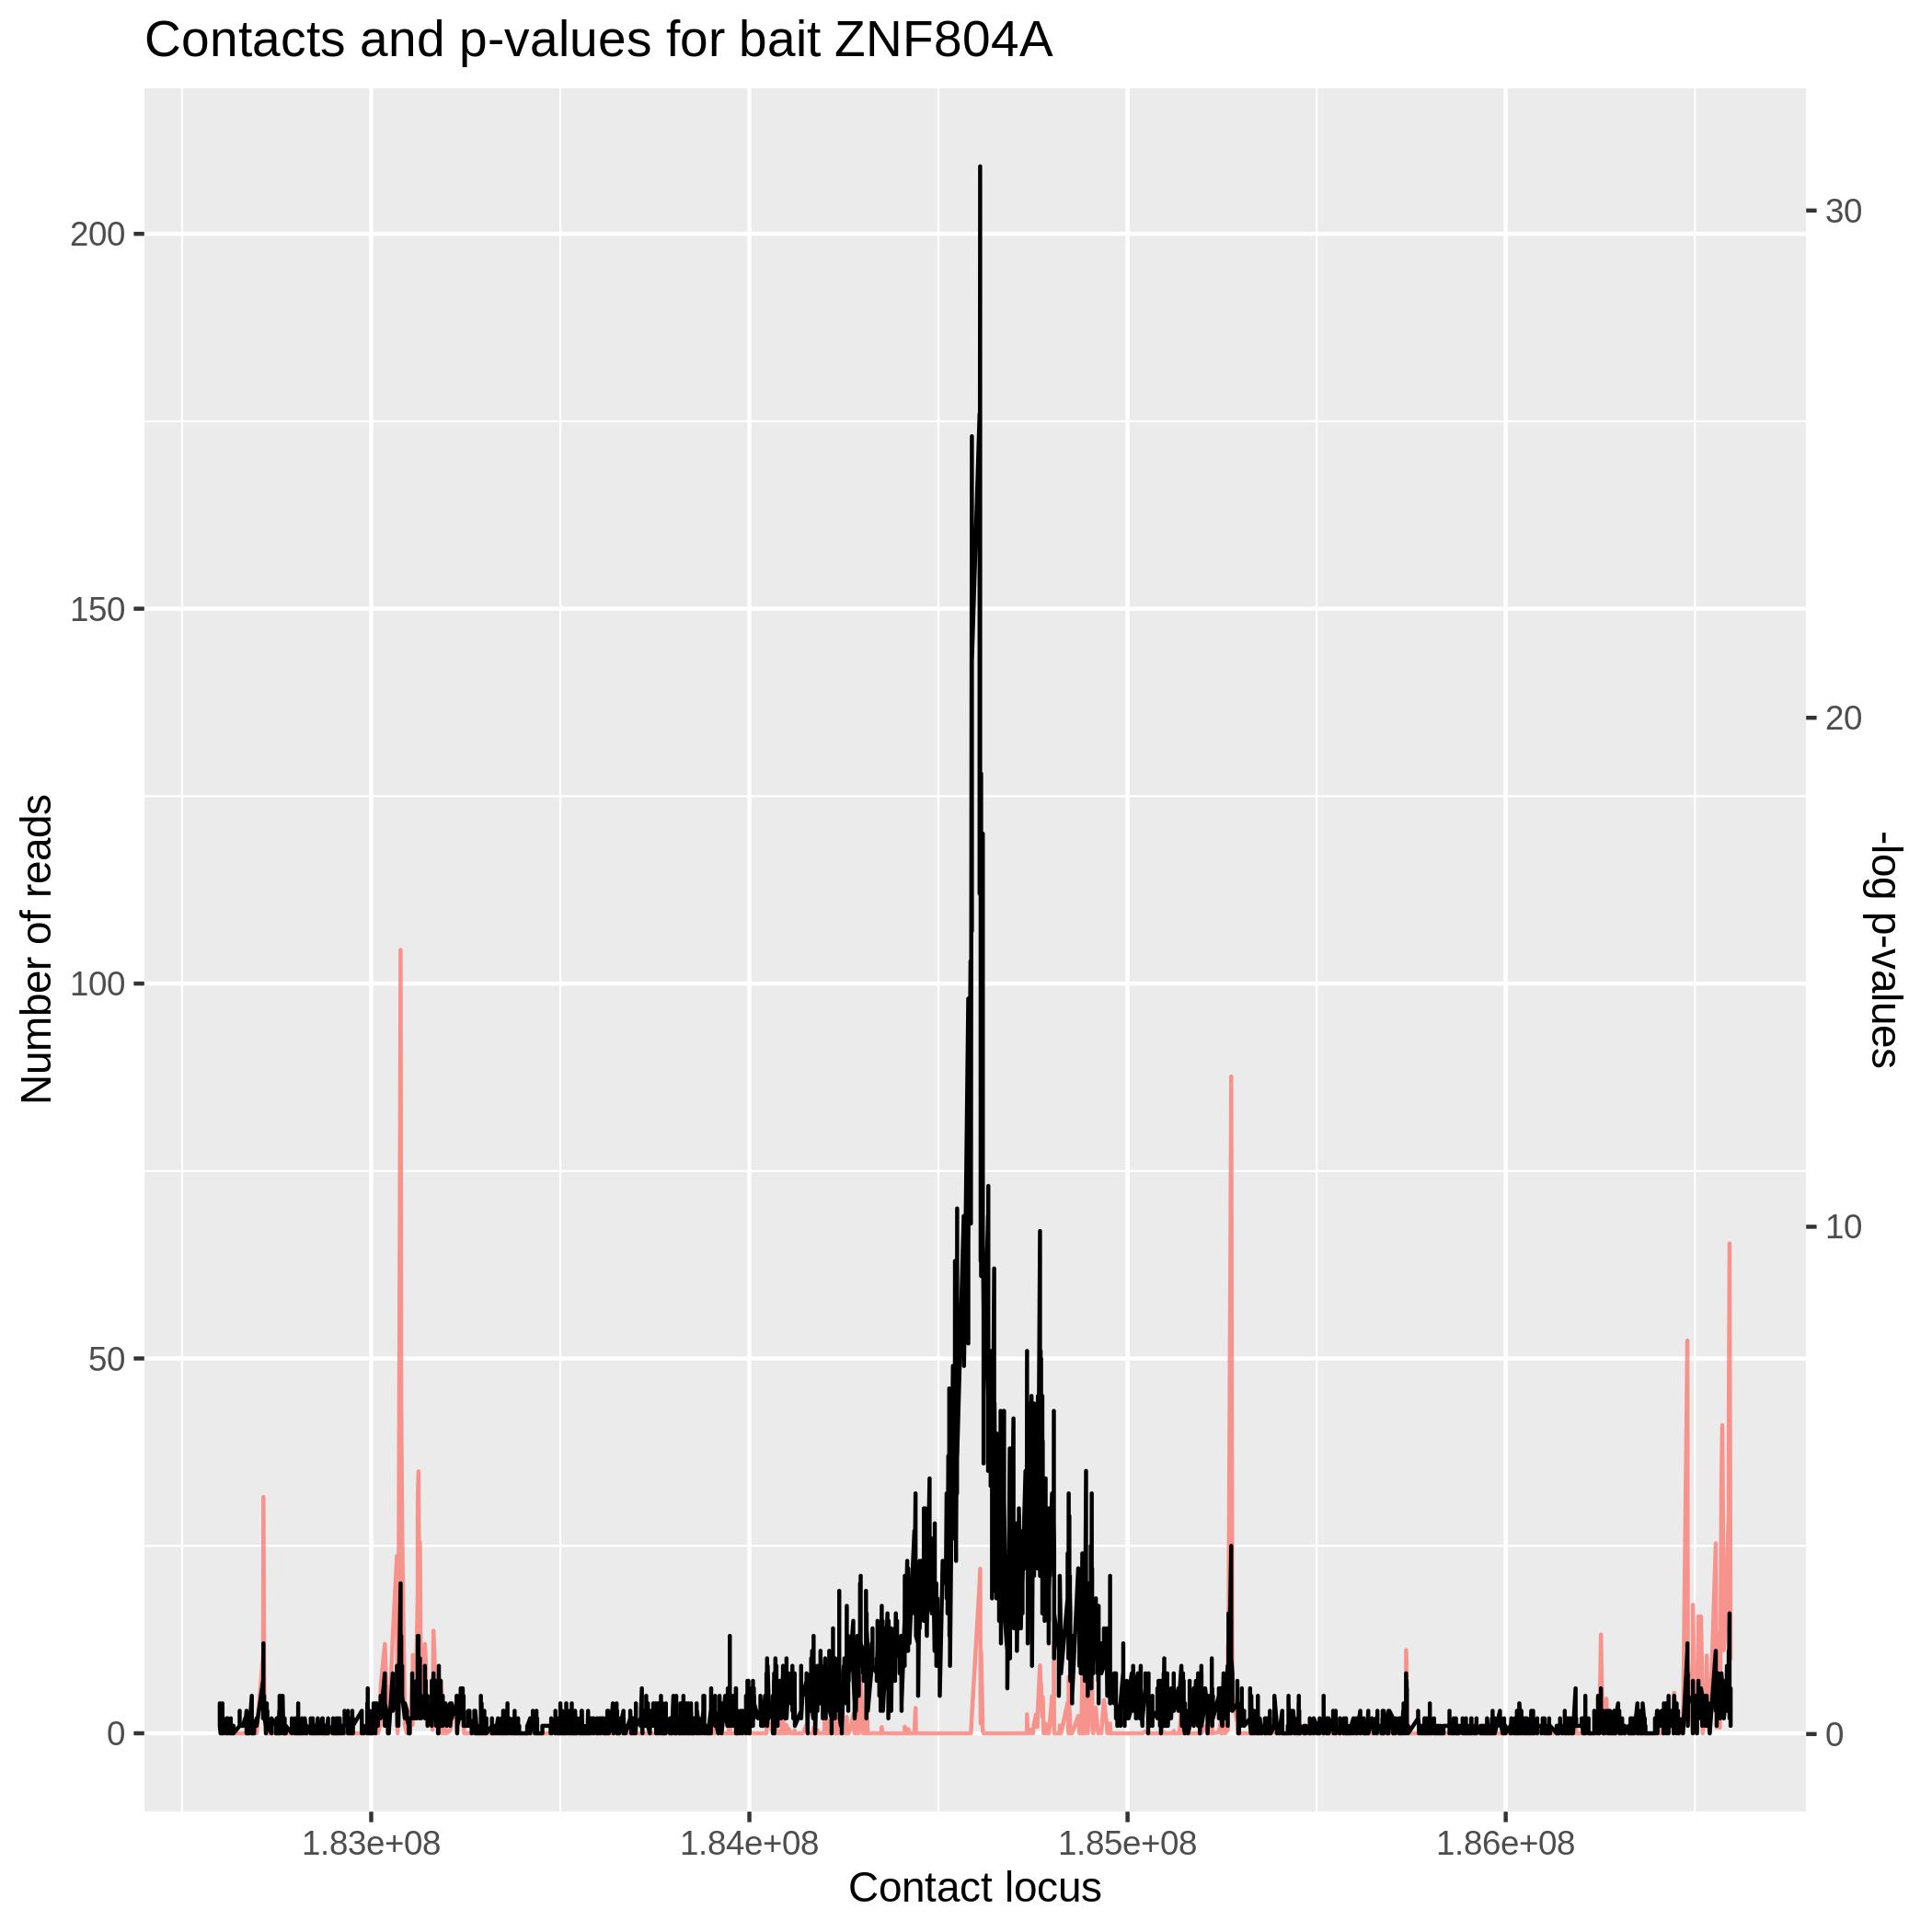 Contacts and p-values for bait ZNF804A
200
150
100
50
0
Number of reads
30
20
10
0
-log p-values
1.83e+08
1.84e+08
1.85e+08
1.86e+08
Contact locus